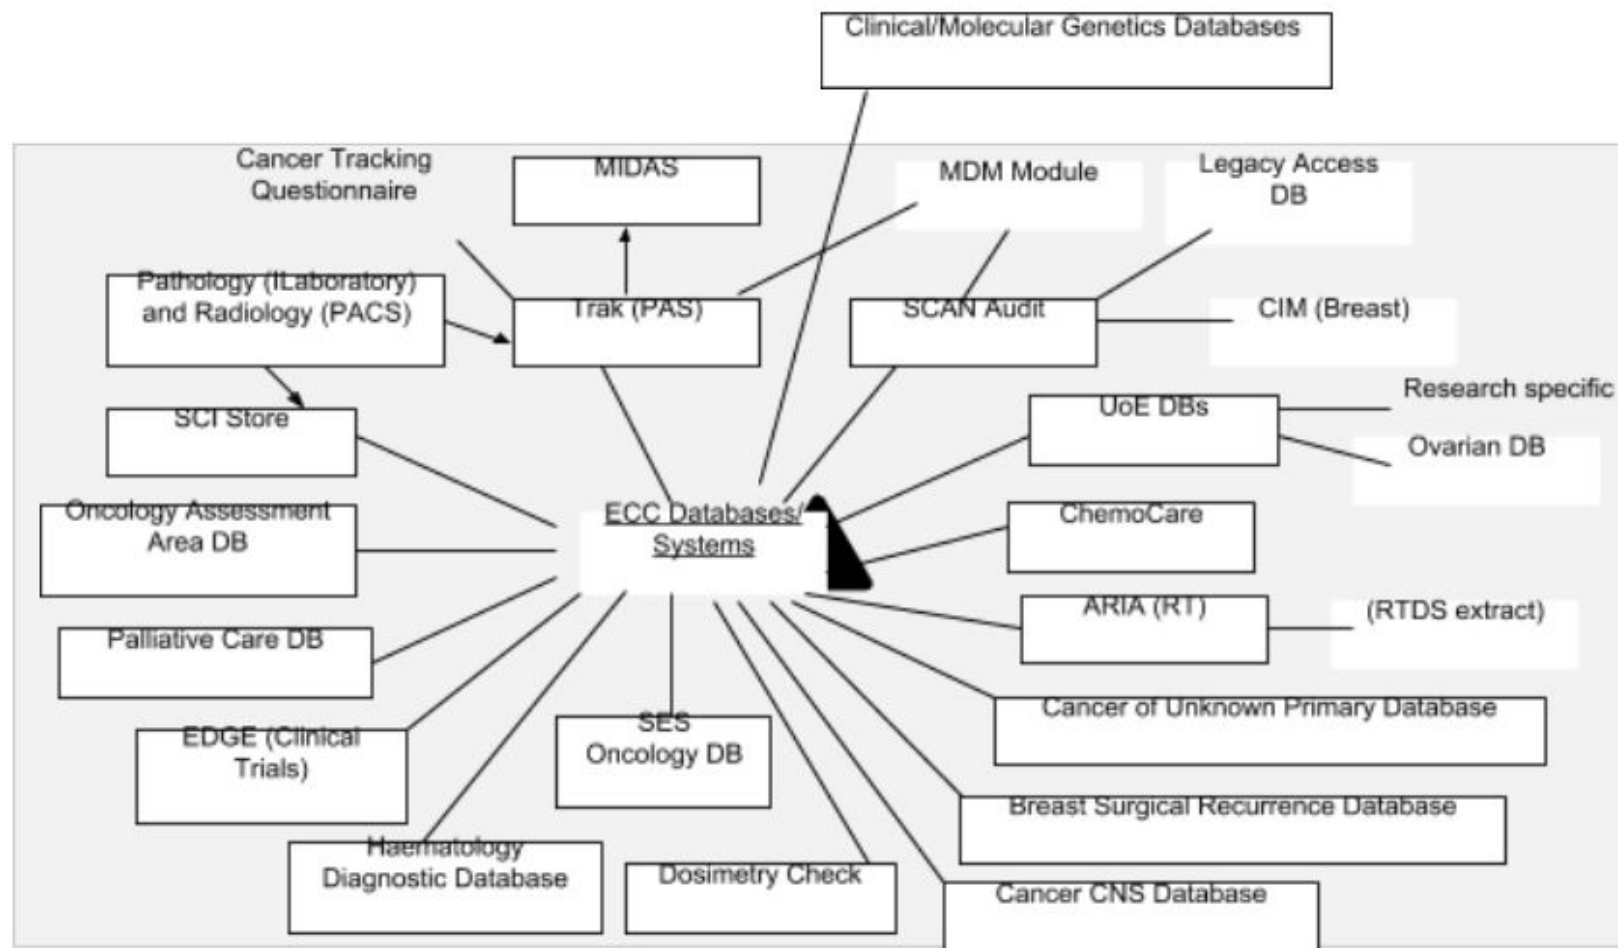 Clinical/Molecular Genetics Databases
Cancer Tracking
Questionnaire
MIDAS
MDM Module
Legacy Access
DB
Pathology (ILaboratory)
and Radiology (PACS)
Trak (PAS)
SCAN Audit
CIM (Breast)
SCI Store
UoE DBs
Research specific
Ovarian DB
Oncology Assessment
Area DB
ECC Databases/
Systems
ChemoCare
Palliative Care DB
ARIA (RT)
(RTDS extract)
EDGE (Clinical
Trials)
SES
Oncology DB
Cancer of Unknown Primary Database
Breast Surgical Recurrence Database
Haematology
Diagnostic Database
Dosimetry Check
Cancer CNS Database